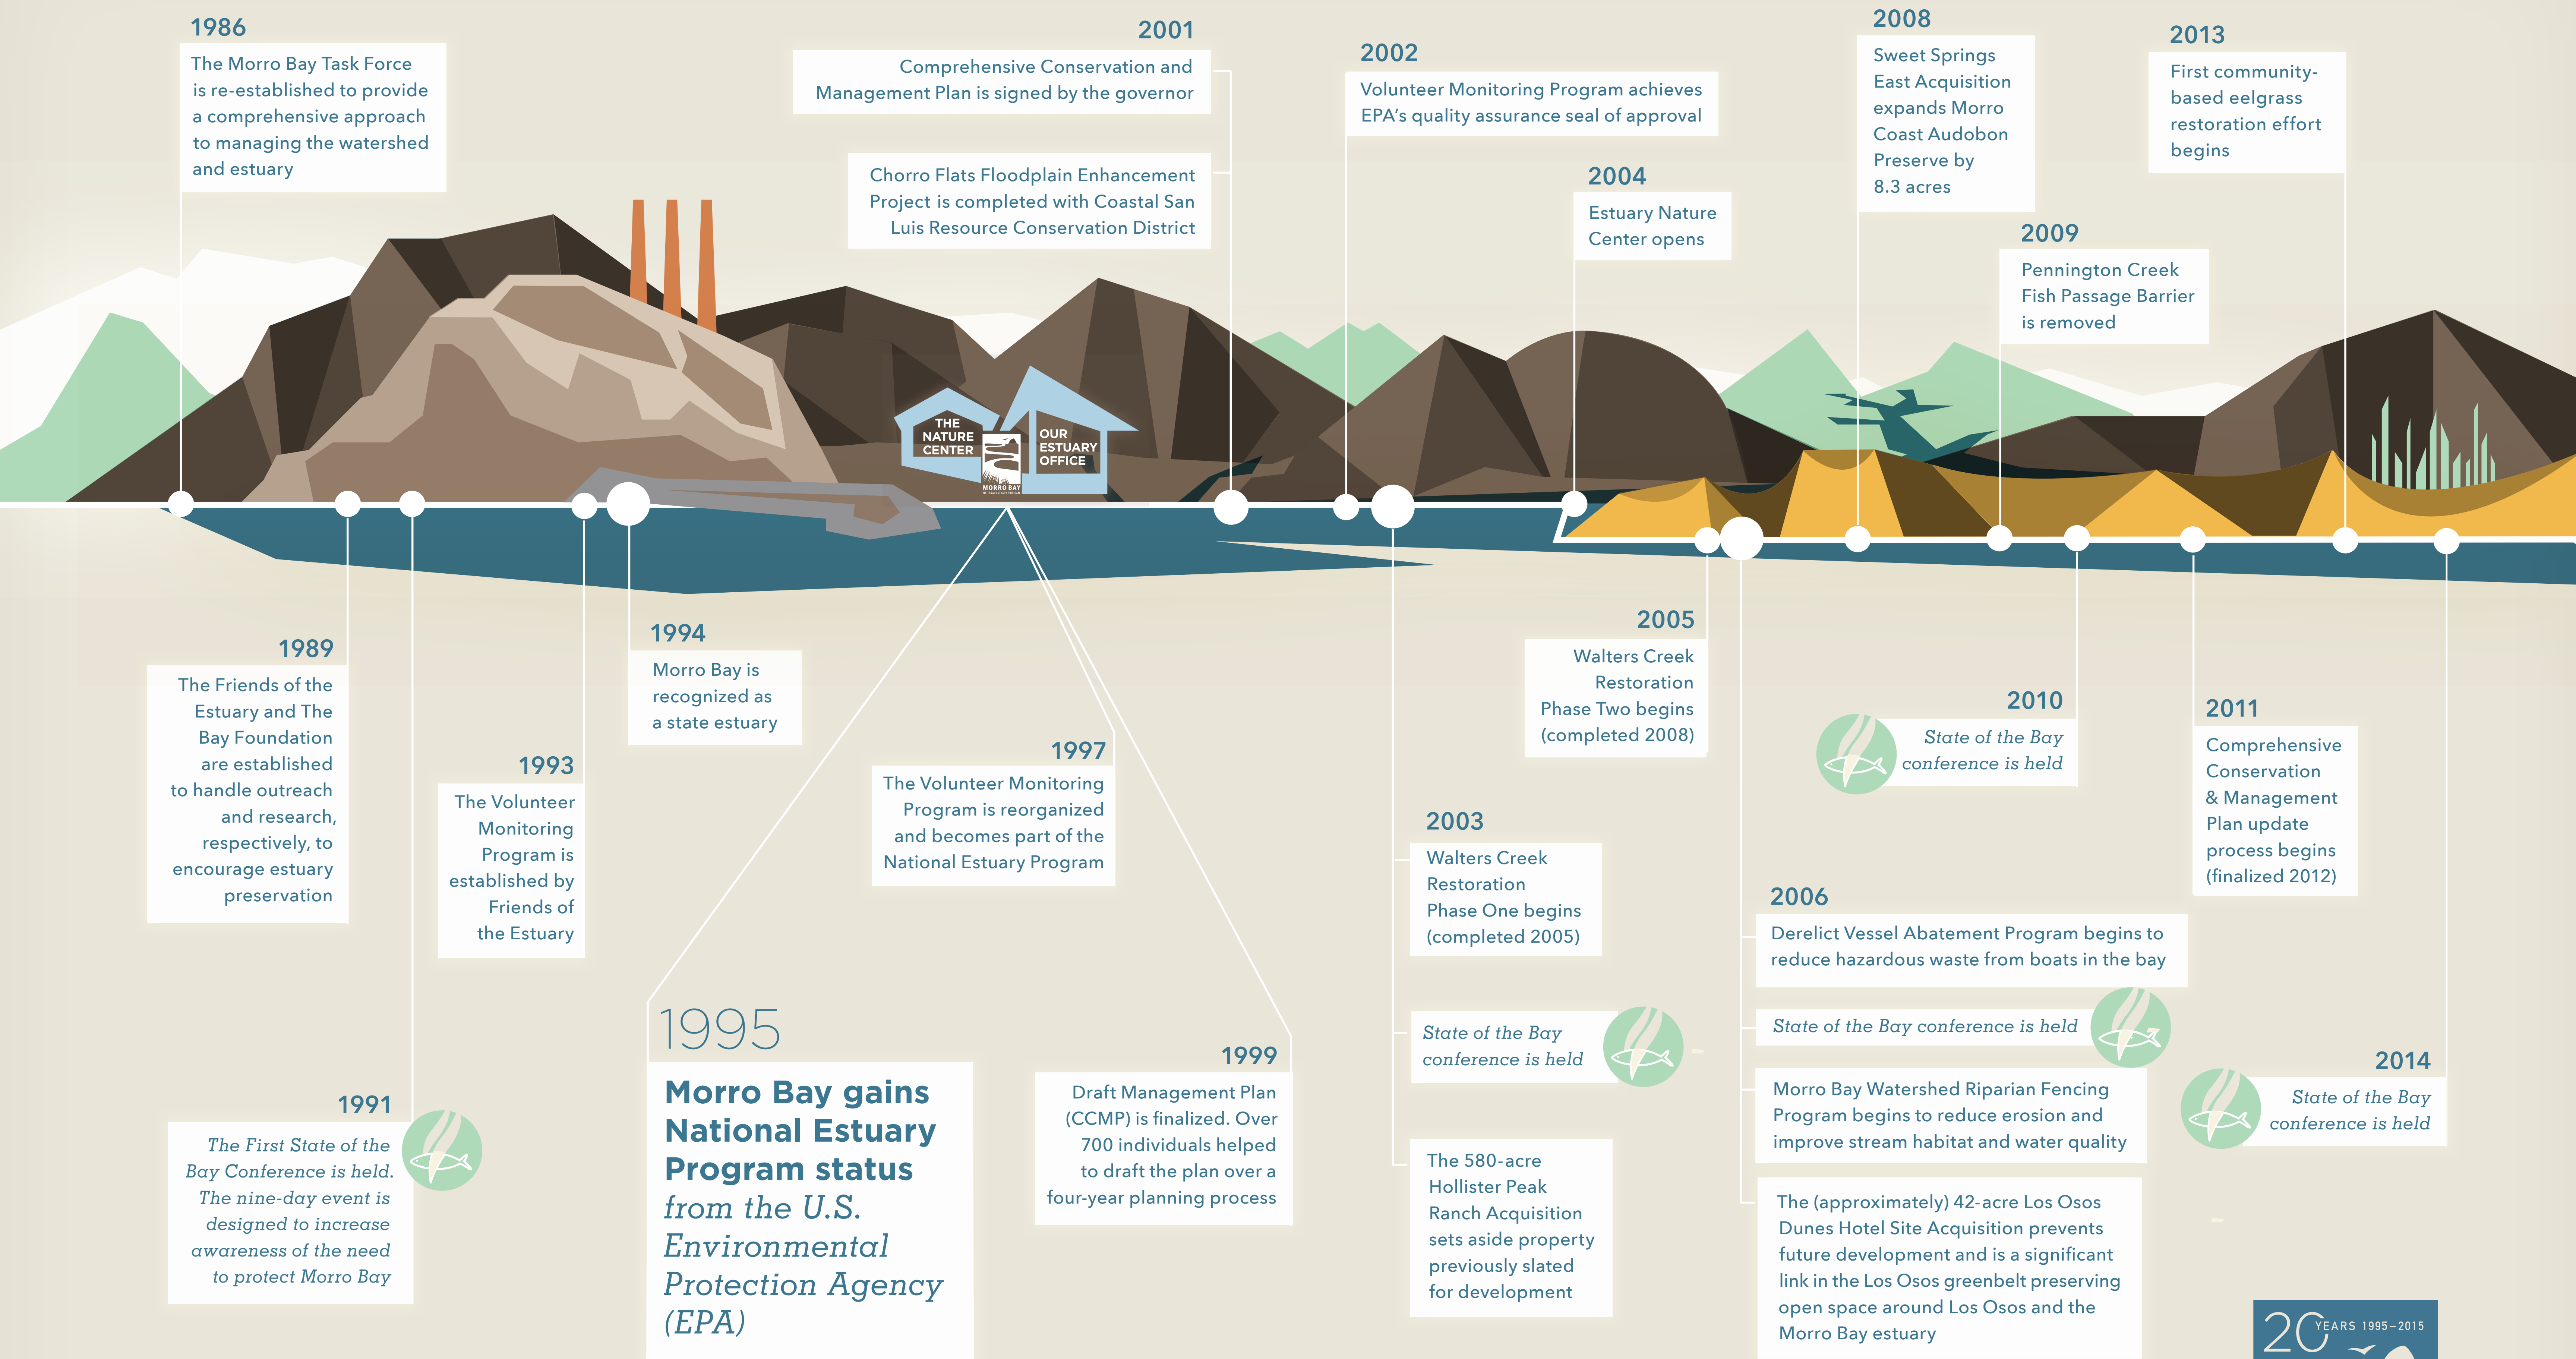 1986
The Morro Bay Task Force
is re-established to provide
a comprehensive approach
to managing the watershed
and estuary
2001
Comprehensive Conservation and
Management Plan is signed by the governor
Chorro Flats Floodplain Enhancement
Project is completed with Coastal San
Luis Resource Conservation District
2002
Volunteer Monitoring Program achieves
EPA's quality assurance seal of approval
2004
Estuary Nature
Center opens
2008
Sweet Springs
East Acquisition
expands Morro
Coast Audobon
Preserve by
8.3 acres
2009
Pennington Creek
Fish Passage Barrier
is removed
2013
First community-
based eelgrass
restoration effort
begins
THE
NATURE
CENTER
MORRO BAY
NATIONAL ESTUARY PROGRAM
OUR
ESTUARY
OFFICE
1989
The Friends of the
Estuary and The
Bay Foundation
are established
to handle outreach
and research,
respectively, to
encourage estuary
preservation
1991
The First State of the
Bay Conference is held.
The nine-day event is
designed to increase
awareness of the need
to protect Morro Bay
1993
The Volunteer
Monitoring
Program is
established by
Friends of
the Estuary
1994
Morro Bay is
recognized as
a state estuary
1995
Morro Bay gains
National Estuary
Program status
from the U.S.
Environmental
Protection Agency
(EPA)
1997
The Volunteer Monitoring
Program is reorganized
and becomes part of the
National Estuary Program
1999
Draft Management Plan
(CCMP) is finalized. Over
700 individuals helped
to draft the plan over a
four-year planning process
2003
Walters Creek
Restoration
Phase One begins
(completed 2005)
State of the Bay
conference is held
The 580-acre
Hollister Peak
Ranch Acquisition
sets aside property
previously slated
for development
2005
Walters Creek
Restoration
Phase Two begins
(completed 2008)
2006
Derelict Vessel Abatement Program begins to
reduce hazardous waste from boats in the bay
State of the Bay conference is held
Morro Bay Watershed Riparian Fencing
Program begins to reduce erosion and
improve stream habitat and water quality
The (approximately) 42-acre Los Osos
Dunes Hotel Site Acquisition prevents
future development and is a significant
link in the Los Osos greenbelt preserving
open space around Los Osos and the
Morro Bay estuary
2010
State of the Bay
conference is held
2011
Comprehensive
Conservation
& Management
Plan update
process begins
(finalized 2012)
2014
State of the Bay
conference is held
20 YEARS 1995–2015